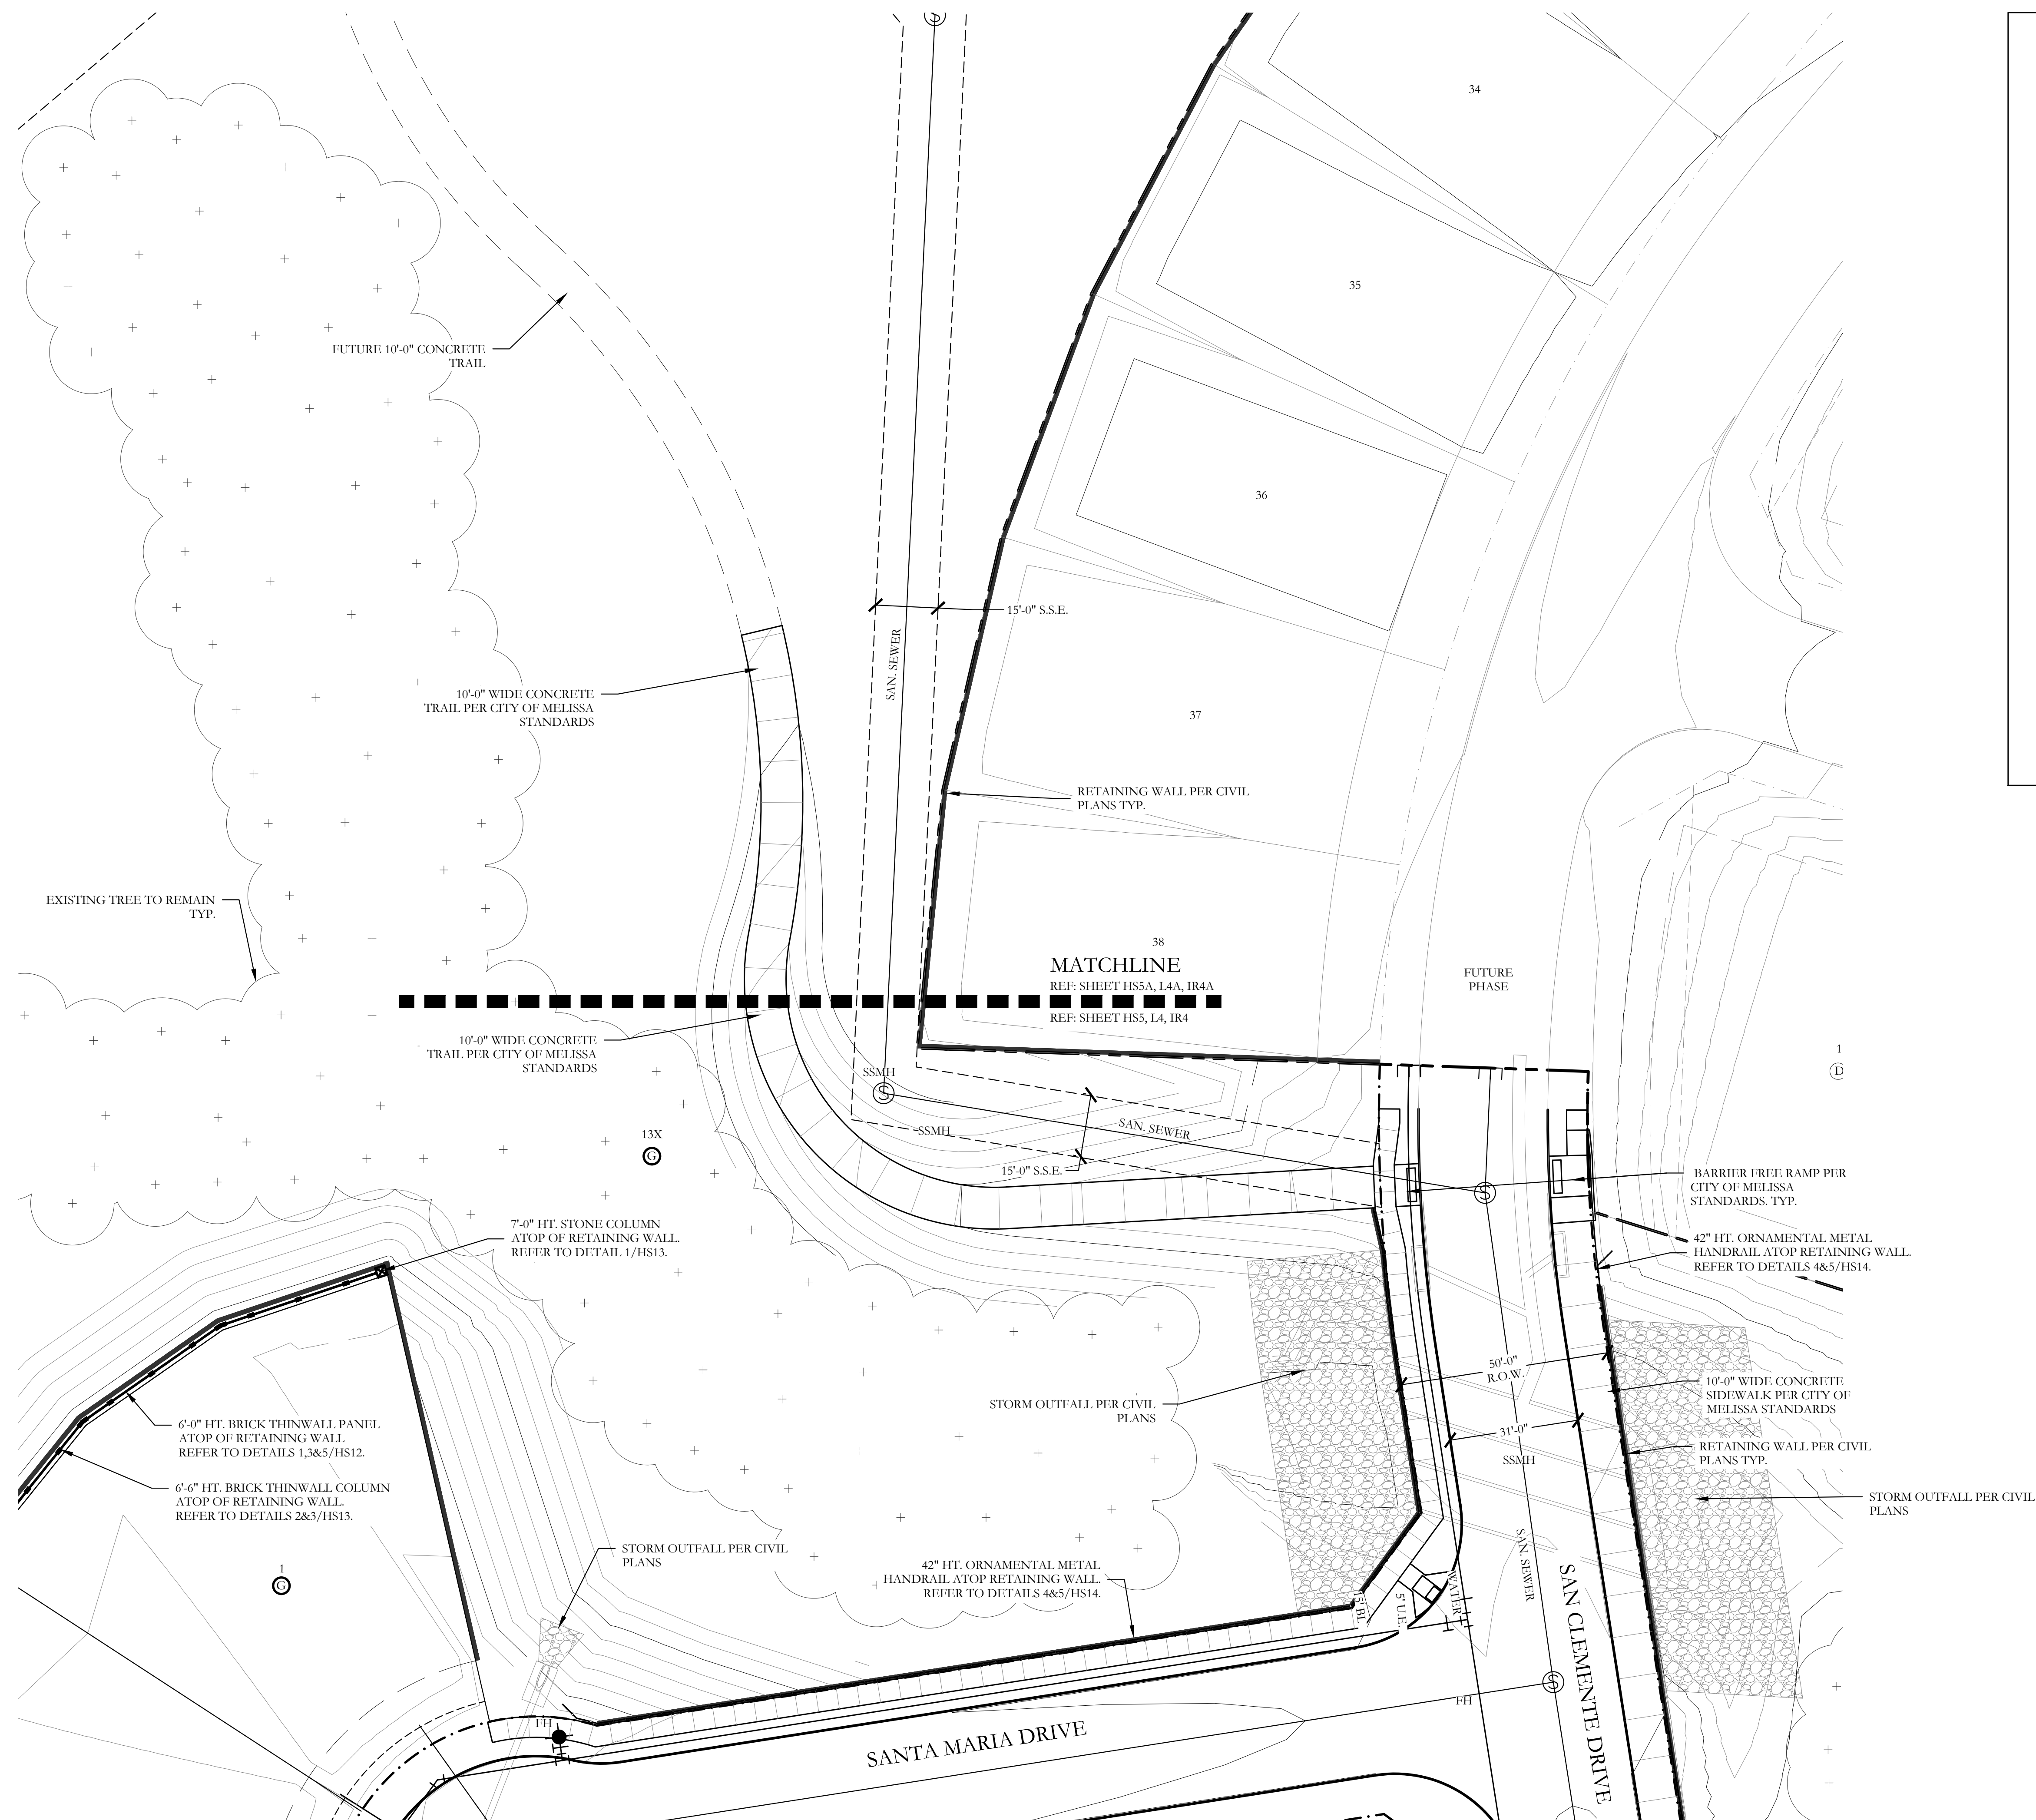 S
34
35
FUTURE 10'-0" CONCRETE
TRAIL
36
15'-0" S.S.E.
SAN. SEWER
10'-0" WIDE CONCRETE
TRAIL PER CITY OF MELISSA
STANDARDS
37
RETAINING WALL PER CIVIL
PLANS TYP.
EXISTING TREE TO REMAIN
TYP.
38
MATCHLINE
REF: SHEET HS5A, L4A, IR4A
REF: SHEET HS5, L4, IR4
FUTURE
PHASE
10'-0" WIDE CONCRETE
TRAIL PER CITY OF MELISSA
STANDARDS
1
D
SSMH
S
SSMH
SAN. SEWER
13X
G
15'-0" S.S.E.
S
BARRIER FREE RAMP PER
CITY OF MELISSA
STANDARDS. TYP.
7'-0" HT. STONE COLUMN
ATOP OF RETAINING WALL.
REFER TO DETAIL 1/HS13.
42" HT. ORNAMENTAL METAL
HANDRAIL ATOP RETAINING WALL.
REFER TO DETAILS 4&5/HS14.
50'-0"
R.O.W.
10'-0" WIDE CONCRETE
SIDEWALK PER CITY OF
MELISSA STANDARDS
STORM OUTFALL PER CIVIL
PLANS
6'-0" HT. BRICK THINWALL PANEL
ATOP OF RETAINING WALL
REFER TO DETAILS 1,3&5/HS12.
31'-0"
SSMH
RETAINING WALL PER CIVIL
PLANS TYP.
6'-6" HT. BRICK THINWALL COLUMN
ATOP OF RETAINING WALL.
REFER TO DETAILS 2&3/HS13.
STORM OUTFALL PER CIVIL
PLANS
STORM OUTFALL PER CIVIL
PLANS
1
G
42" HT. ORNAMENTAL METAL
HANDRAIL ATOP RETAINING WALL.
REFER TO DETAILS 4&5/HS14.
15' BL
5' U.E.
WATER
SAN. SEWER
SAN CLEMENTE DRIVE
S
FH
FH
SANTA MARIA DRIVE